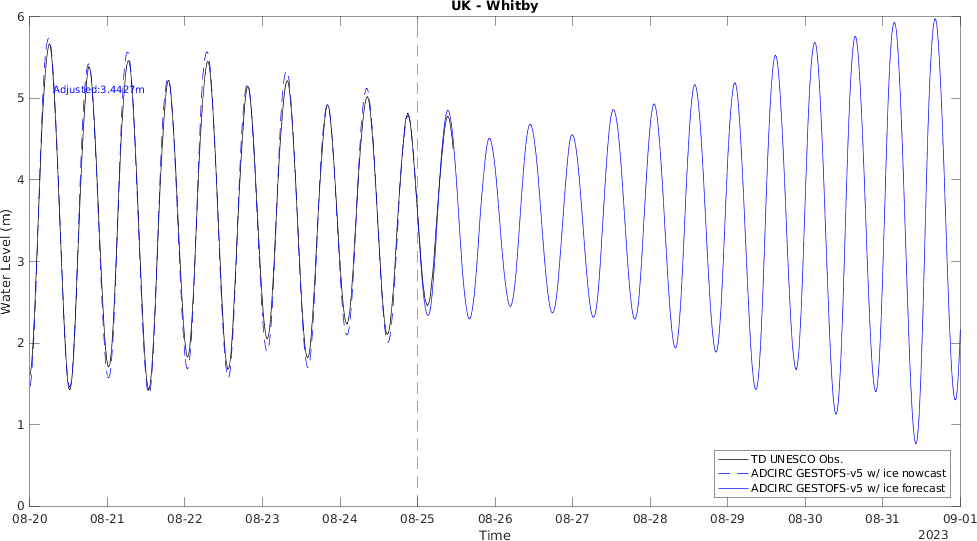 UK - Whitby
Water Level (m)
6
5
4
3
2
1
0
Adjusted:3.4427m
TD UNESCO Obs.
ADCIRC GESTOFS-v5 w/ ice nowcast
ADCIRC GESTOFS-v5 w/ ice forecast
08-20 08-21 08-22 08-23 08-24 08-25 08-26 08-27 08-28 08-29 08-30 08-31 09-01
Time
2023